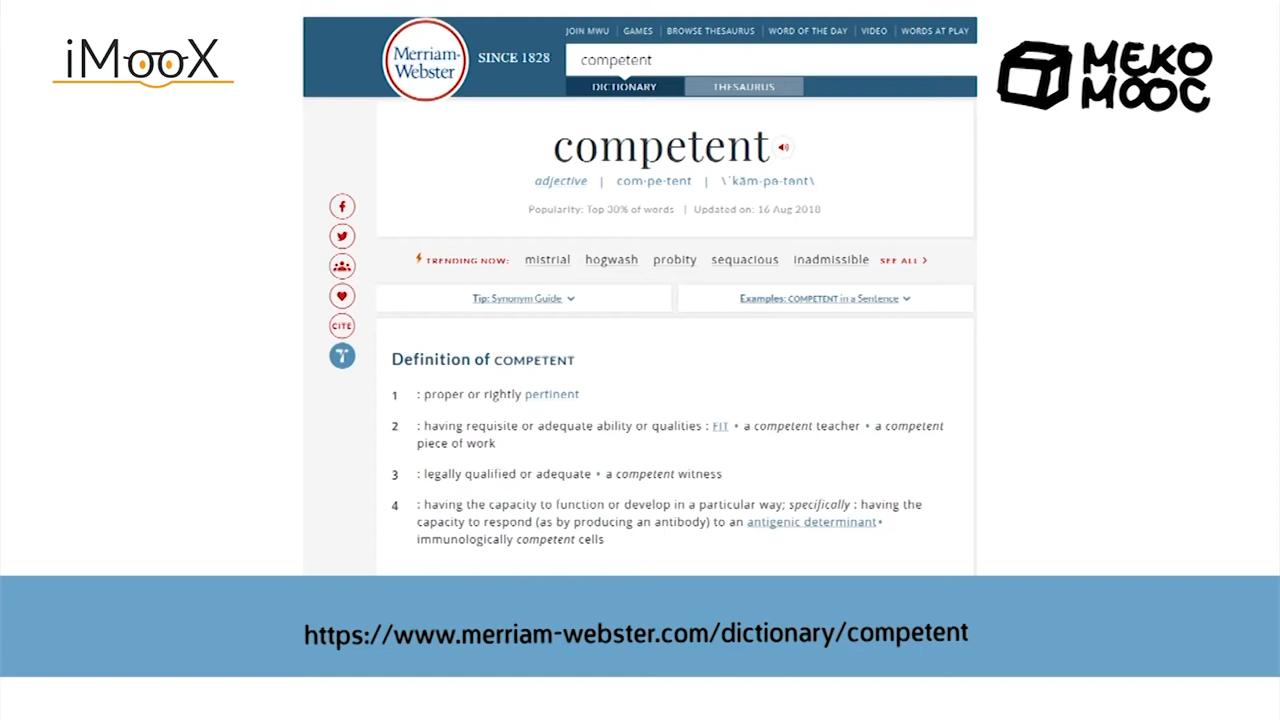 iMooX
JOIN MWU | GAMES | BROWSE THESAURUS | WORD OF THE DAY | VIDEO | WORDS AT PLAY
Merriam-
Webster
SINCE 1828
competent
MEKO
MOOC
DICTIONARY
THESAURUS
competent
adjective | com·pe·tent | \ˈkäm-pə-tənt\
Popularity: Top 30% of words | Updated on: 16 Aug 2018
TRENDING NOW: mistrial hogwash probity sequacious inadmissible SEE ALL >
Tip: Synonym Guide
Examples: COMPETENT in a Sentence
CITE
Definition of COMPETENT
1 : proper or rightly pertinent
2 : having requisite or adequate ability or qualities : FIT • a competent teacher • a competent
piece of work
3 : legally qualified or adequate • a competent witness
4 : having the capacity to function or develop in a particular way; specifically : having the
capacity to respond (as by producing an antibody) to an antigenic determinant•
immunologically competent cells
https://www.merriam-webster.com/dictionary/competent